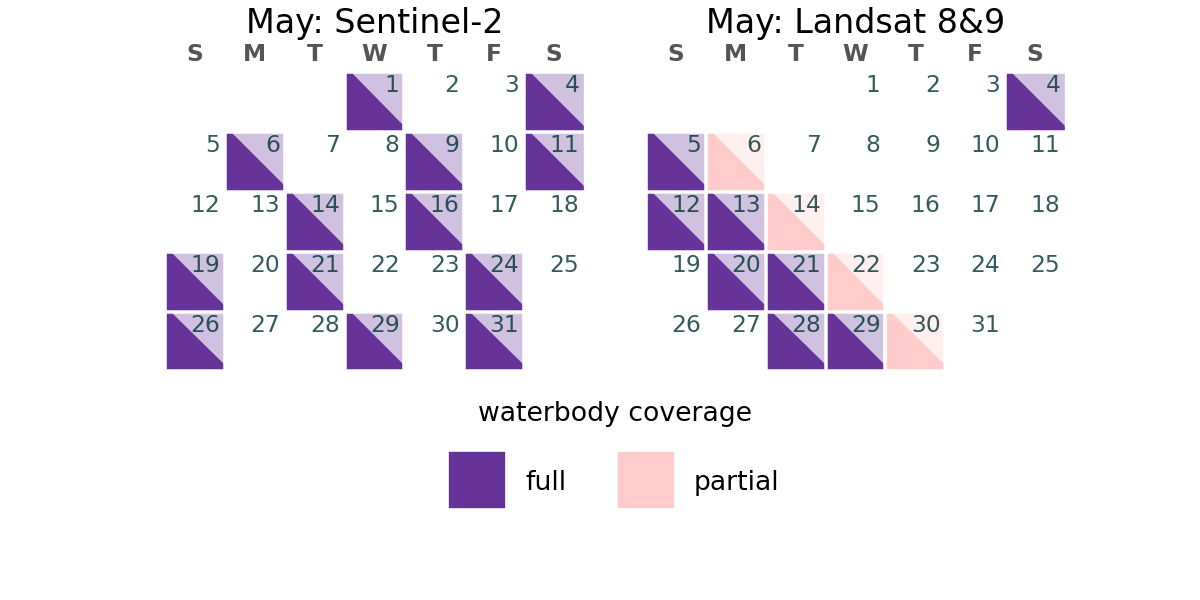 May: Sentinel-2
S M T W T F S
1 2 3 4
5 6 7 8 9 10 11
12 13 14 15 16 17 18
19 20 21 22 23 24 25
26 27 28 29 30 31
May: Landsat 8&9
S M T W T F S
1 2 3 4
5 6 7 8 9 10 11
12 13 14 15 16 17 18
19 20 21 22 23 24 25
26 27 28 29 30 31
waterbody coverage
full partial